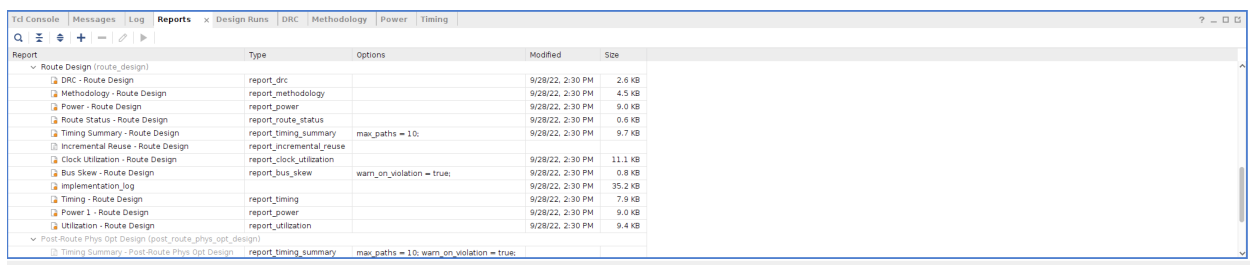 Tcl Console Messages Log Reports × Design Runs DRC Methodology Power Timing ? _
Report Type Options Modified Size
Route Design (route_design)
DRC - Route Design report_drc 9/28/22, 2:30 PM 2.6 KB
Methodology - Route Design report_methodology 9/28/22, 2:30 PM 4.5 KB
Power - Route Design report_power 9/28/22, 2:30 PM 9.0 KB
Route Status - Route Design report_route_status 9/28/22, 2:30 PM 0.6 KB
Timing Summary - Route Design report_timing_summary max_paths = 10; 9/28/22, 2:30 PM 9.7 KB
Incremental Reuse - Route Design report_incremental_reuse
Clock Utilization - Route Design report_clock_utilization 9/28/22, 2:30 PM 11.1 KB
Bus Skew - Route Design report_bus_skew warn_on_violation = true; 9/28/22, 2:30 PM 0.8 KB
implementation_log 9/28/22, 2:30 PM 35.2 KB
Timing - Route Design report_timing 9/28/22, 2:30 PM 7.9 KB
Power 1 - Route Design report_power 9/28/22, 2:30 PM 9.0 KB
Utilization - Route Design report_utilization 9/28/22, 2:30 PM 9.4 KB
Post-Route Phys Opt Design (post_route_phys_opt_design)
Timing Summary - Post-Route Phys Opt Design report_timing_summary max_paths = 10; warn_on_violation = true;